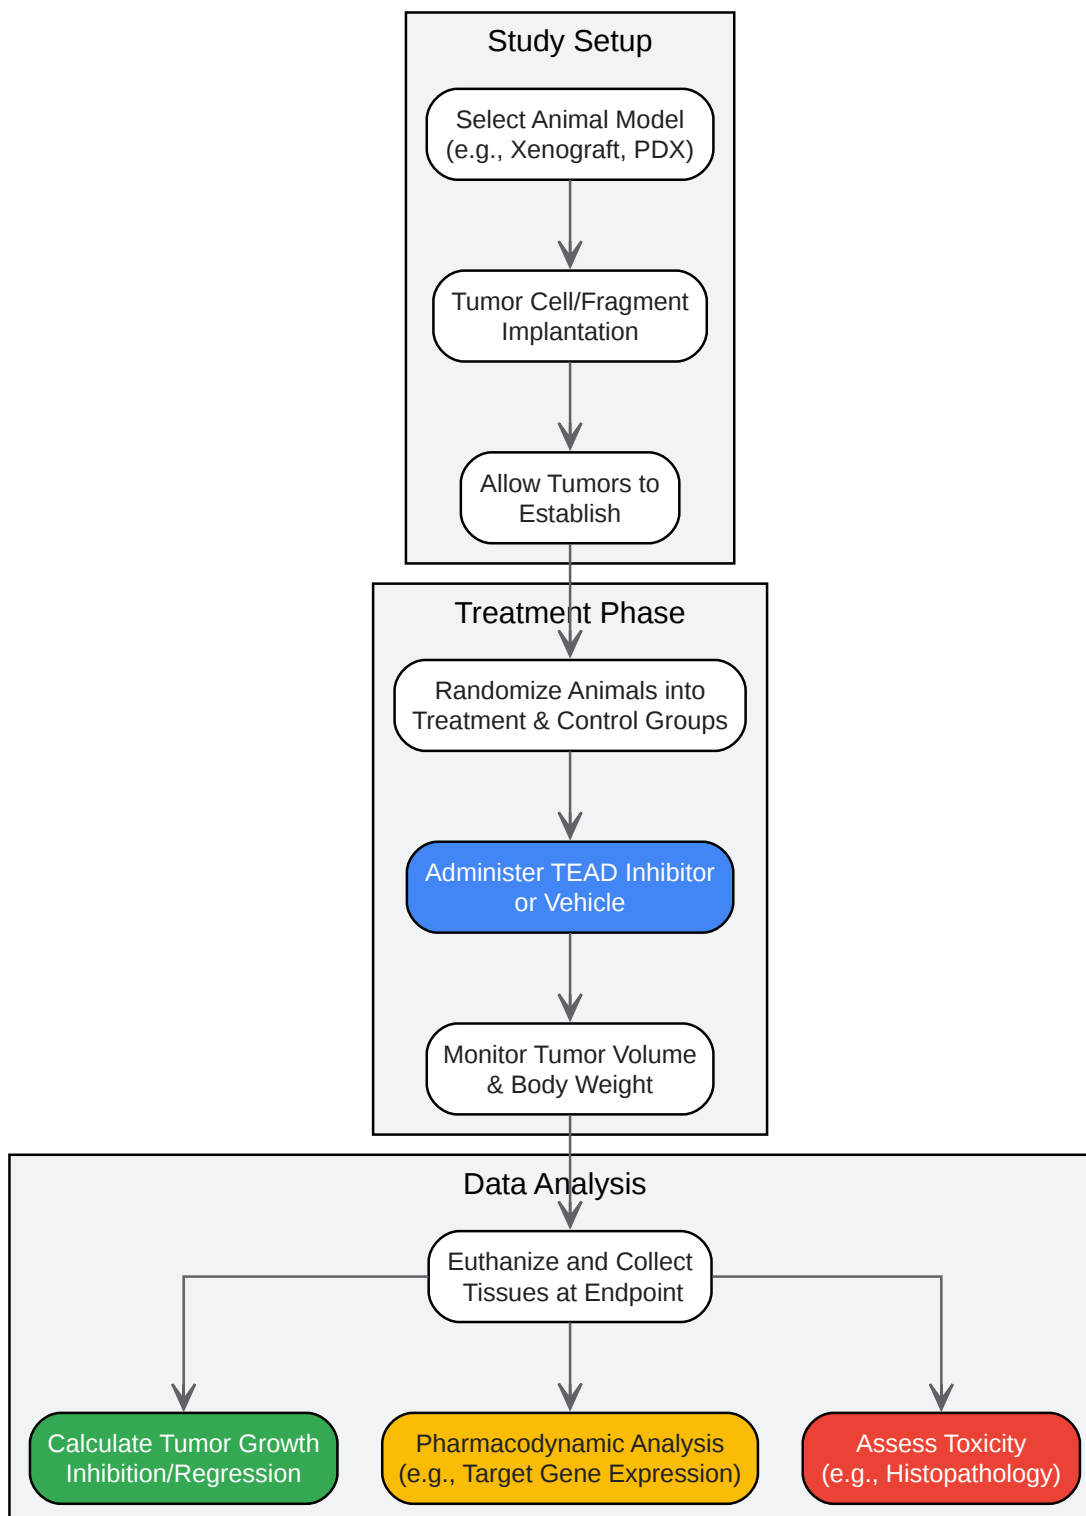 Study Setup
Select Animal Model
(e.g., Xenograft, PDX)
Tumor Cell/Fragment
Implantation
Allow Tumors to
Establish
Treatment Phase
Randomize Animals into
Treatment & Control Groups
Administer TEAD Inhibitor
or Vehicle
Monitor Tumor Volume
& Body Weight
Data Analysis
Euthanize and Collect
Tissues at Endpoint
Calculate Tumor Growth
Inhibition/Regression
Pharmacodynamic Analysis
(e.g., Target Gene Expression)
Assess Toxicity
(e.g., Histopathology)